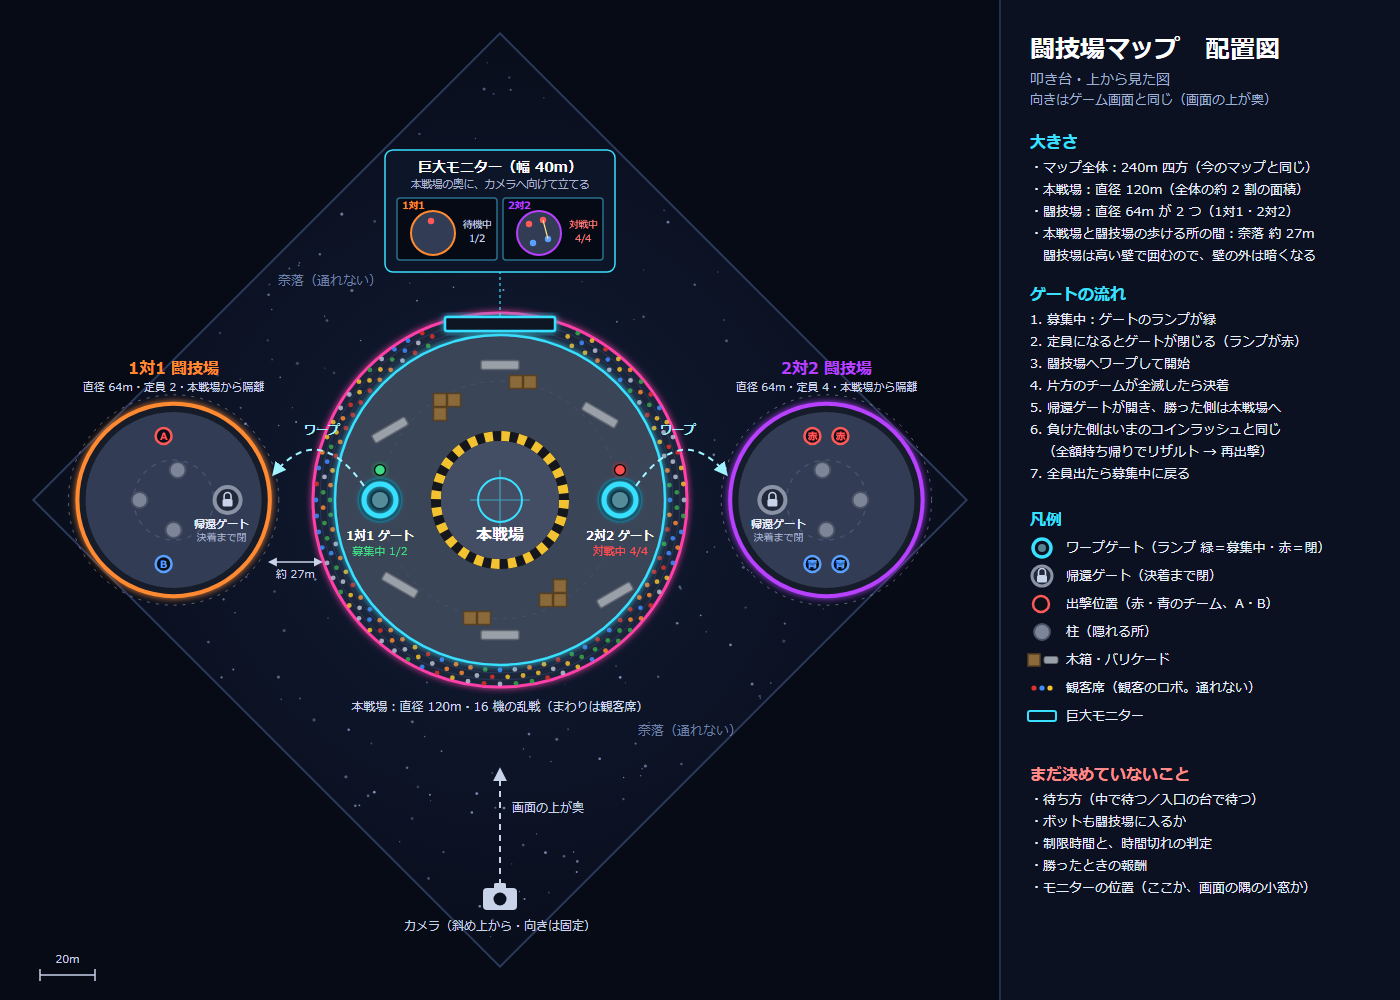 巨大モニター（幅 40m）
本戦場の奥に、カメラへ向けて立てる
1対1
待機中
1/2
2対2
対戦中
4/4
奈落（通れない）
1対1 闘技場
直径 64m・定員 2・本戦場から隔離
2対2 闘技場
直径 64m・定員 4・本戦場から隔離
ワープ
ワープ
A
B
帰還ゲート
決着まで閉
約 27m
1対1 ゲート
募集中 1/2
本戦場
2対2 ゲート
対戦中 4/4
赤 赤
帰還ゲート
決着まで閉
青 青
本戦場：直径 120m・16 機の乱戦（まわりは観客席）
奈落（通れない）
画面の上が奥
カメラ（斜め上から・向きは固定）
20m
闘技場マップ　配置図
叩き台・上から見た図
向きはゲーム画面と同じ（画面の上が奥）
大きさ
・マップ全体：240m 四方（今のマップと同じ）
・本戦場：直径 120m（全体の約 2 割の面積）
・闘技場：直径 64m が 2 つ（1対1・2対2）
・本戦場と闘技場の歩ける所の間：奈落 約 27m
闘技場は高い壁で囲むので、壁の外は暗くなる
ゲートの流れ
1. 募集中：ゲートのランプが緑
2. 定員になるとゲートが閉じる（ランプが赤）
3. 闘技場へワープして開始
4. 片方のチームが全滅したら決着
5. 帰還ゲートが開き、勝った側は本戦場へ
6. 負けた側はいまのコインラッシュと同じ
（全額持ち帰りでリザルト → 再出撃）
7. 全員出たら募集中に戻る
凡例
ワープゲート（ランプ 緑＝募集中・赤＝閉）
帰還ゲート（決着まで閉）
出撃位置（赤・青のチーム、A・B）
柱（隠れる所）
木箱・バリケード
観客席（観客のロボ。通れない）
巨大モニター
まだ決めていないこと
・待ち方（中で待つ／入口の台で待つ）
・ボットも闘技場に入るか
・制限時間と、時間切れの判定
・勝ったときの報酬
・モニターの位置（ここか、画面の隅の小窓か）